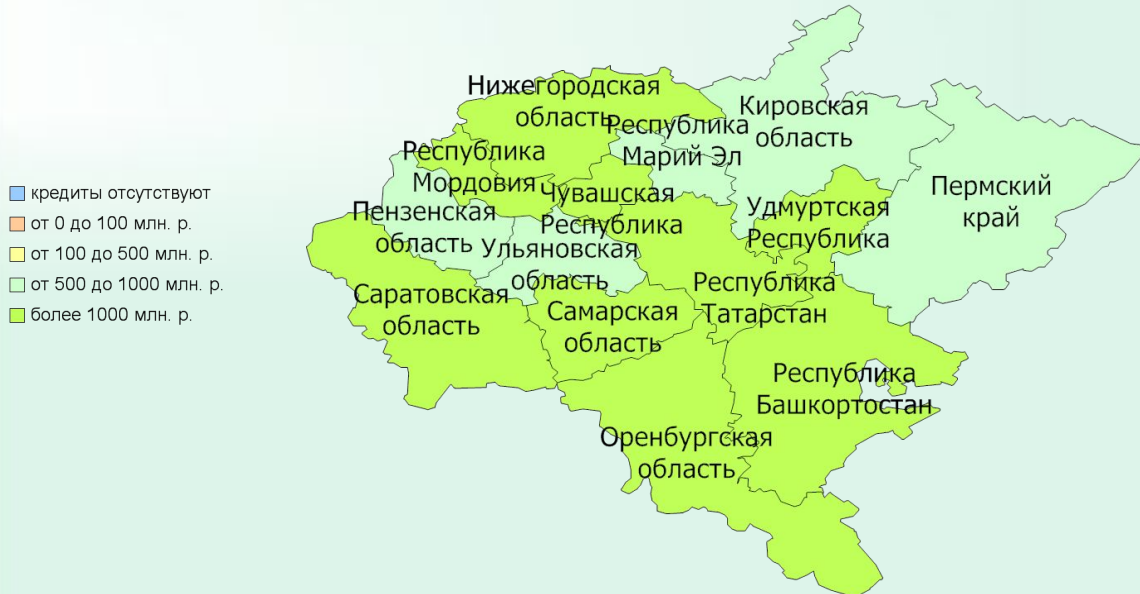 кредиты отсутствуют
от 0 до 100 млн. р.
от 100 до 500 млн. р.
от 500 до 1000 млн. р.
более 1000 млн. р.
Нижегородская
область
Республика
Марий Эл
Кировская
область
Пермский
край
Республика
Мордовия
Чувашская
Республика
Удмуртская
Республика
Пензенская
область
Ульяновская
область
Республика
Татарстан
Саратовская
область
Самарская
область
Республика
Башкортостан
Оренбургская
область